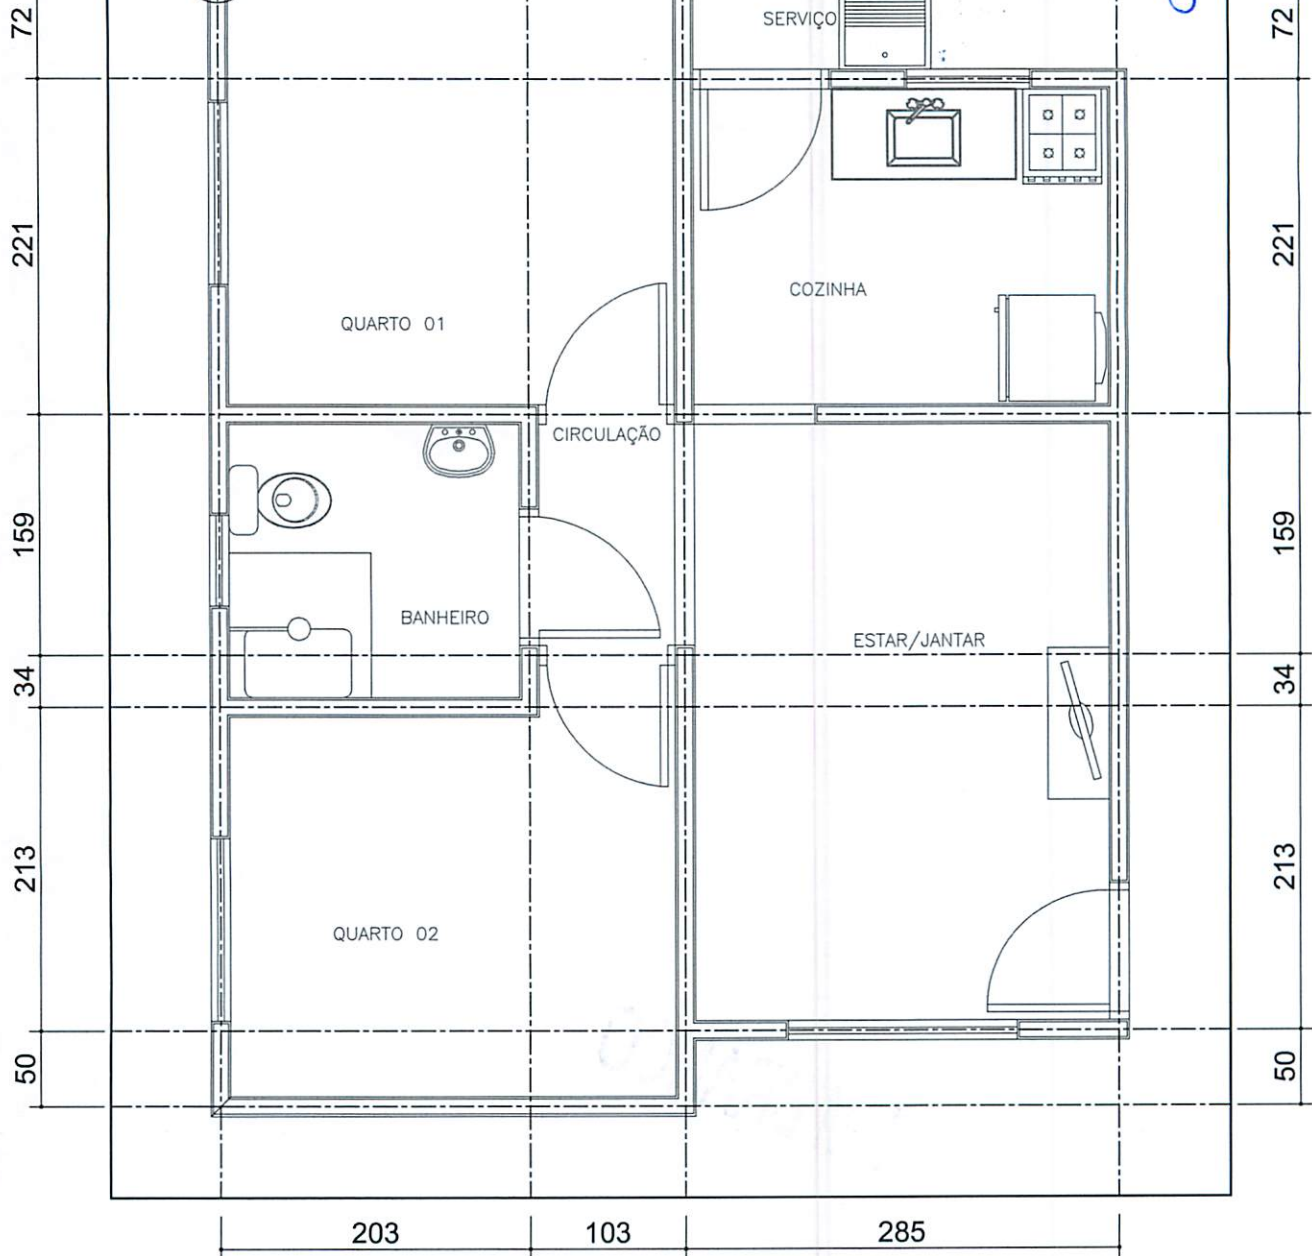 72
SERVIÇO
72
221
221
COZINHA
QUARTO 01
CIRCULAÇÃO
159
159
BANHEIRO
ESTAR/JANTAR
34
34
213
213
QUARTO 02
50
50
203
103
285